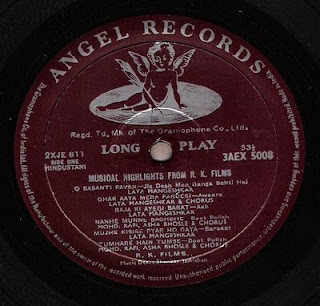 ANGEL RECORDS
Regd. Td. Mk. of The Gramophone Co., Ltd.
LONG PLAY
2XJE 811
SIDE ONE
HINDUSTANI
33⅓
3AEX 5008
MUSICAL HIGHLIGHTS FROM R. K. FILMS
O BASANTI PAVAN—Jis Desh Men Ganga Behti Hai
LATA MANGESHKAR
GHAR AAYA MERA PARDESI—Awaara
LATA MANGESHKAR & CHORUS
RAJA KI AYEGI BARAT—Aah
LATA MANGESHKAR
NANHE MUNNE BACHCHE—Boot Polish
MOHD. RAFI, ASHA BHOSLE & CHORUS
MUJHE KISISE PYAR HO GAYA—Barsaat
LATA MANGESHKAR
TUMHARE HAIN TUMSE—Boot Polish
MOHD. RAFI, ASHA BHOSLE & CHORUS
R. K. FILMS.